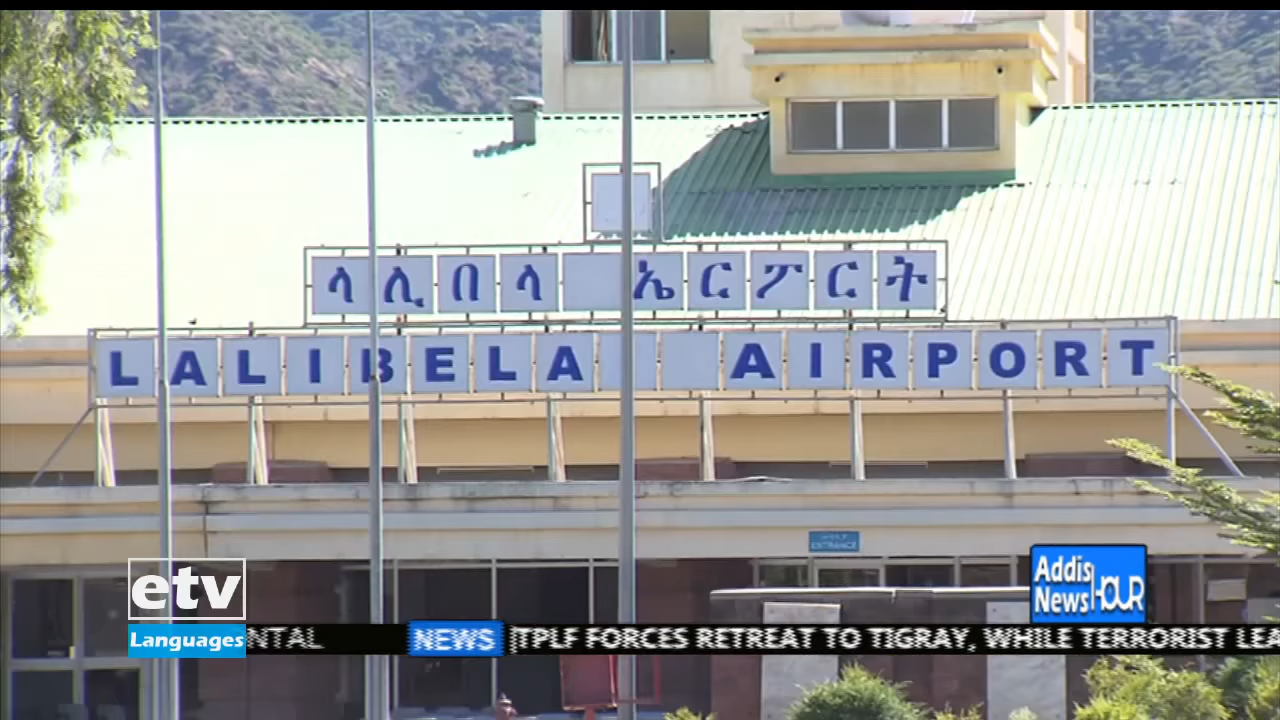 ላሊበላ ኤርፖርት
LALIBELA AIRPORT
ENTRANCE
etv
Languages
Addis
News HOUR
NTAL NEWS TPLF FORCES RETREAT TO TIGRAY, WHILE TERRORIST LEA